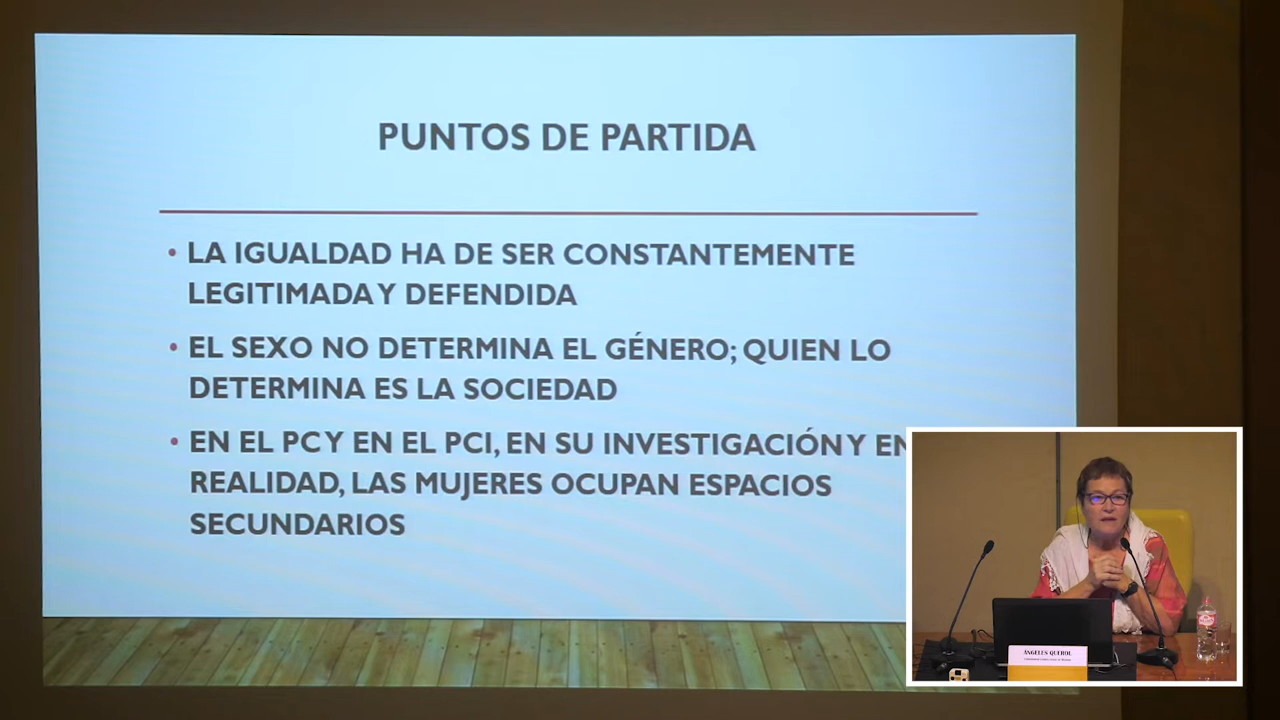 PUNTOS DE PARTIDA
• LA IGUALDAD HA DE SER CONSTANTEMENTE
LEGITIMADA Y DEFENDIDA
• EL SEXO NO DETERMINA EL GÉNERO; QUIEN LO
DETERMINA ES LA SOCIEDAD
• EN EL PC Y EN EL PCI, EN SU INVESTIGACIÓN Y EN
REALIDAD, LAS MUJERES OCUPAN ESPACIOS
SECUNDARIOS
ÁNGELES QUEROL